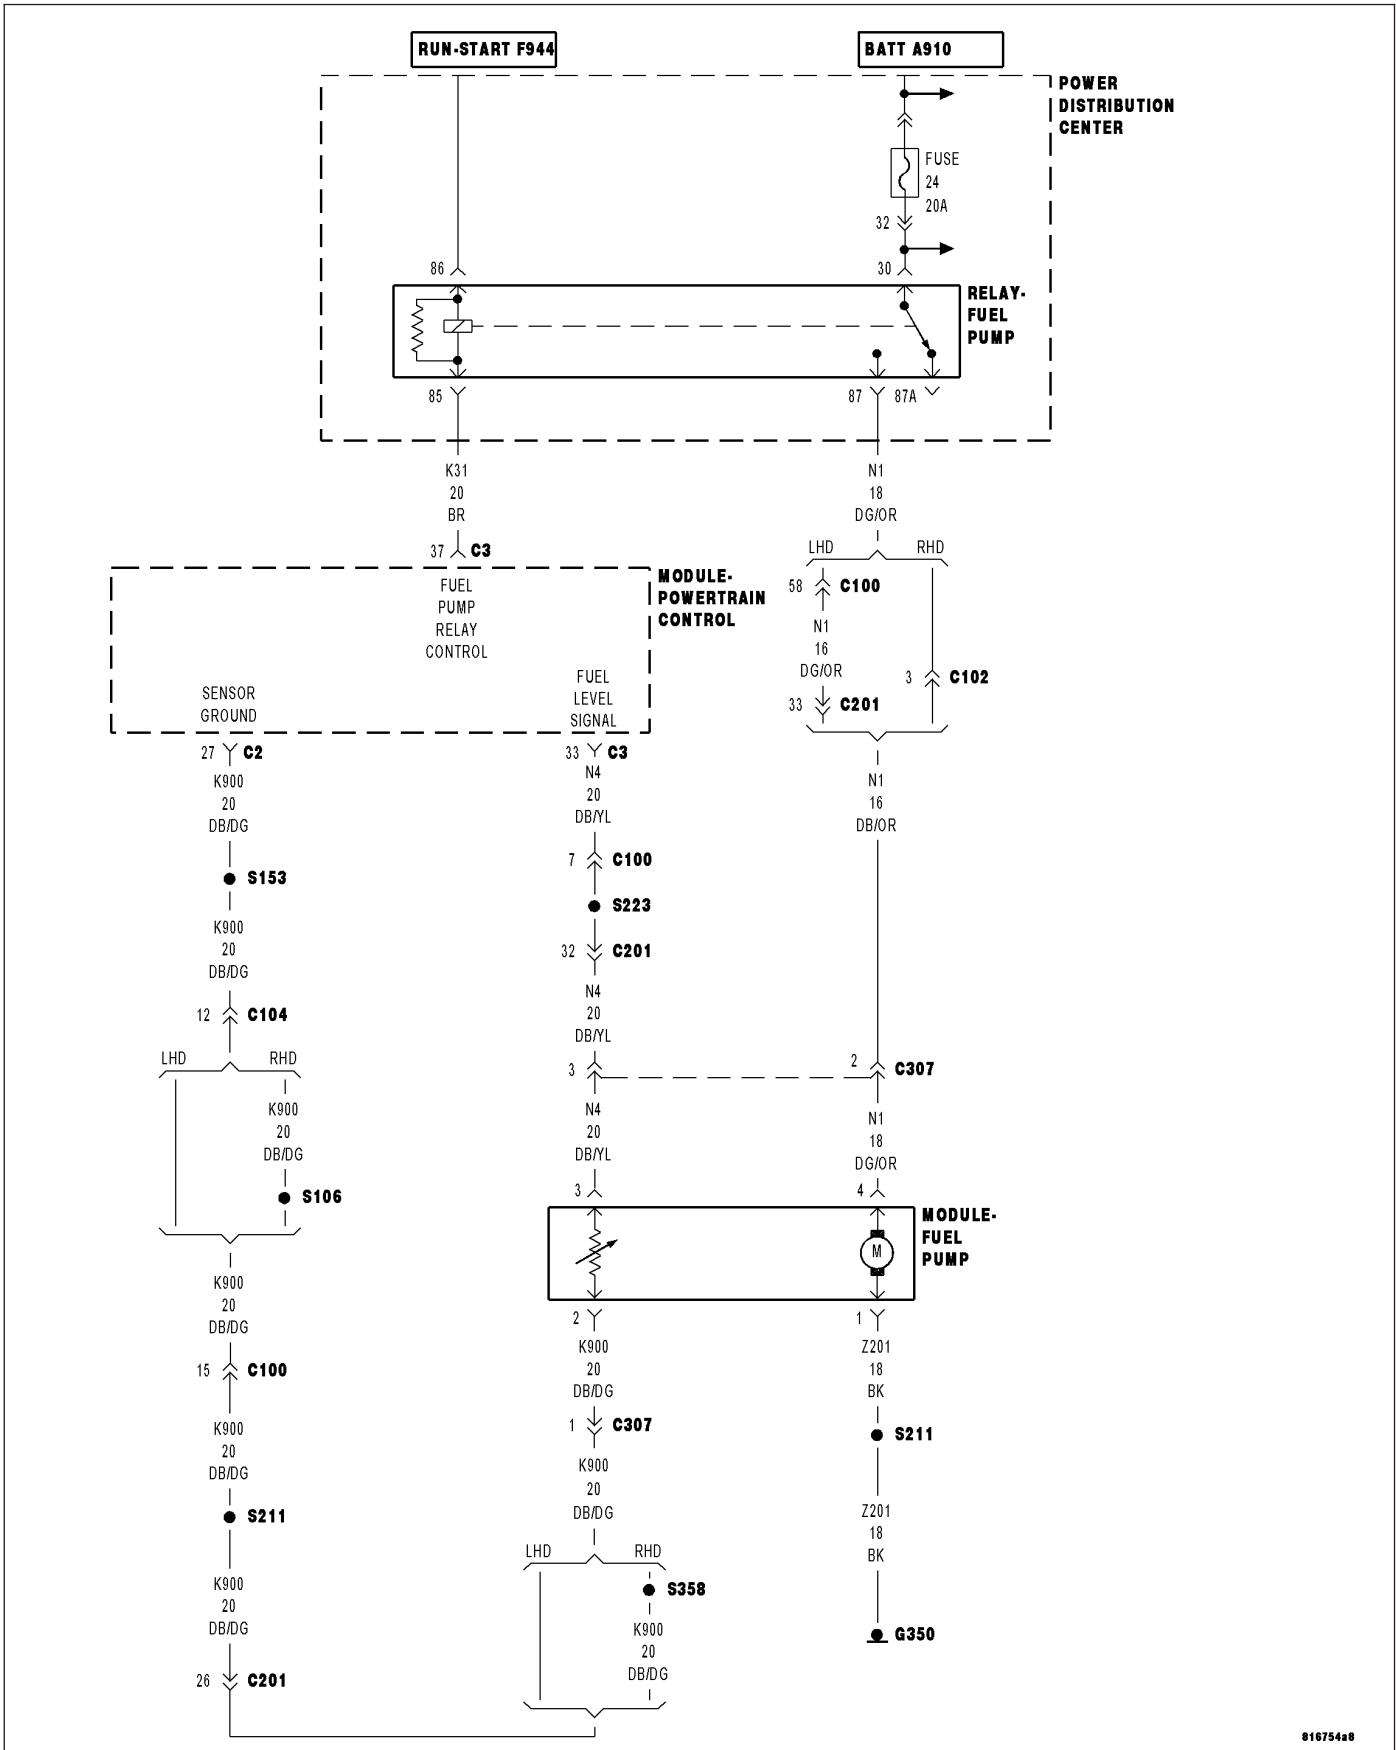 RUN-START F944
BATT A910
POWER
DISTRIBUTION
CENTER
FUSE
24
20A
32
86
30
RELAY-
FUEL
PUMP
85
87
87A
K31
20
BR
N1
18
DG/OR
37
C3
LHD
RHD
MODULE-
POWERTRAIN
CONTROL
FUEL
PUMP
RELAY
CONTROL
58
C100
N1
16
DG/OR
33
C201
3
C102
SENSOR
GROUND
FUEL
LEVEL
SIGNAL
27
C2
33
C3
K900
20
DB/DG
N4
20
DB/YL
N1
16
DB/OR
7
C100
S153
S223
K900
20
DB/DG
32
C201
N4
20
DB/YL
12
C104
LHD
RHD
3
2
C307
K900
20
DB/DG
N4
20
DB/YL
N1
18
DG/OR
S106
3
4
MODULE-
FUEL
PUMP
M
K900
20
DB/DG
2
1
K900
20
DB/DG
Z201
18
BK
15
C100
1
C307
S211
K900
20
DB/DG
K900
20
DB/DG
S211
Z201
18
BK
LHD
RHD
S358
K900
20
DB/DG
K900
20
DB/DG
G350
26
C201
816754a8